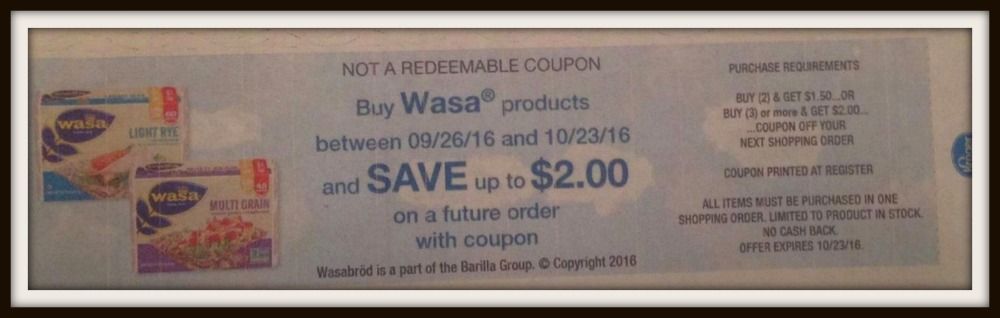 wasa
LIGHT RYE
wasa
MULTI GRAIN
NOT A REDEEMABLE COUPON
Buy Wasa® products
between 09/26/16 and 10/23/16
and SAVE up to $2.00
on a future order
with coupon
Wasabröd is a part of the Barilla Group. © Copyright 2016
PURCHASE REQUIREMENTS
BUY (2) & GET $1.50...OR
BUY (3) or more & GET $2.00...
...COUPON OFF YOUR
NEXT SHOPPING ORDER
COUPON PRINTED AT REGISTER
ALL ITEMS MUST BE PURCHASED IN ONE
SHOPPING ORDER. LIMITED TO PRODUCT IN STOCK.
NO CASH BACK.
OFFER EXPIRES 10/23/16.